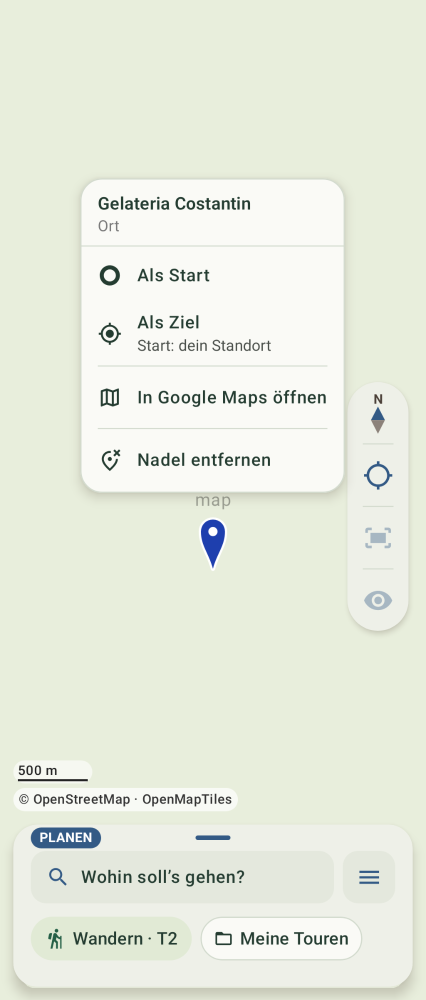 Gelateria Costantin
Ort
Als Start
Als Ziel
Start: dein Standort
In Google Maps öffnen
Nadel entfernen
N
map
500 m
© OpenStreetMap · OpenMapTiles
PLANEN
Wohin soll’s gehen?
Wandern · T2
Meine Touren